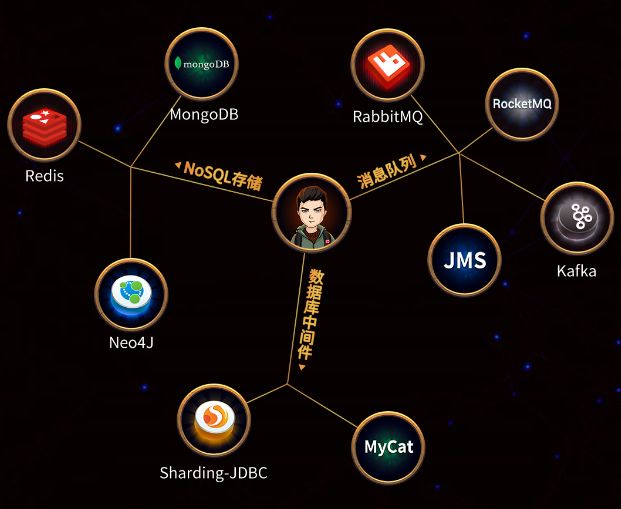 mongoDB
MongoDB
RabbitMQ
RocketMQ
Redis
NoSQL存储
消息队列
JMS
Kafka
数据库中间件
Neo4J
Sharding-JDBC
MyCat